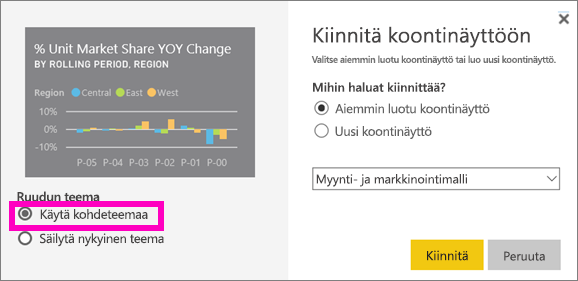 % Unit Market Share YOY Change
BY ROLLING PERIOD, REGION
Region Central East West
10%
0%
-10%
P-05 P-04 P-03 P-02 P-01 P-00
Ruudun teema
Käytä kohdeteemaa
Säilytä nykyinen teema
Kiinnitä koontinäyttöön
Valitse aiemmin luotu koontinäyttö tai luo uusi koontinäyttö.
Mihin haluat kiinnittää?
Aiemmin luotu koontinäyttö
Uusi koontinäyttö
Myynti- ja markkinointimalli
Kiinnitä Peruuta